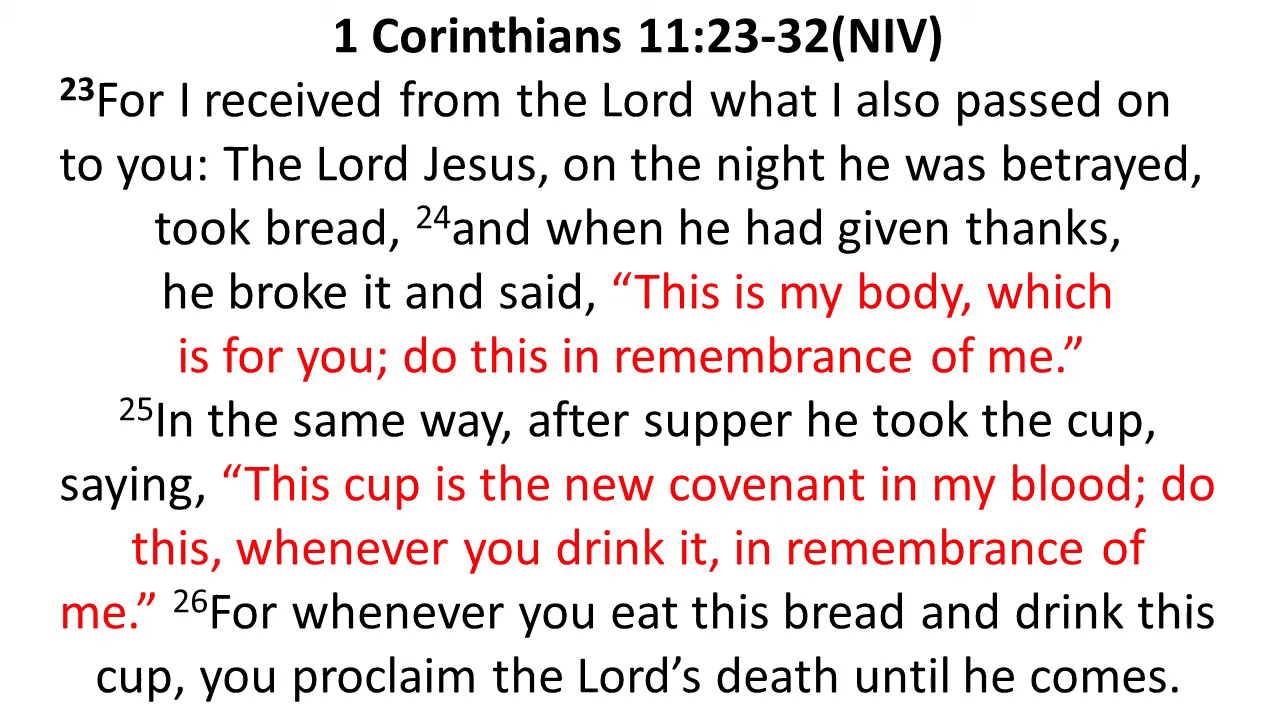 1 Corinthians 11:23-32(NIV)
23For I received from the Lord what I also passed on
to you: The Lord Jesus, on the night he was betrayed,
took bread, 24and when he had given thanks,
he broke it and said, “This is my body, which
is for you; do this in remembrance of me.”
25In the same way, after supper he took the cup,
saying, “This cup is the new covenant in my blood; do
this, whenever you drink it, in remembrance of
me.” 26For whenever you eat this bread and drink this
cup, you proclaim the Lord’s death until he comes.